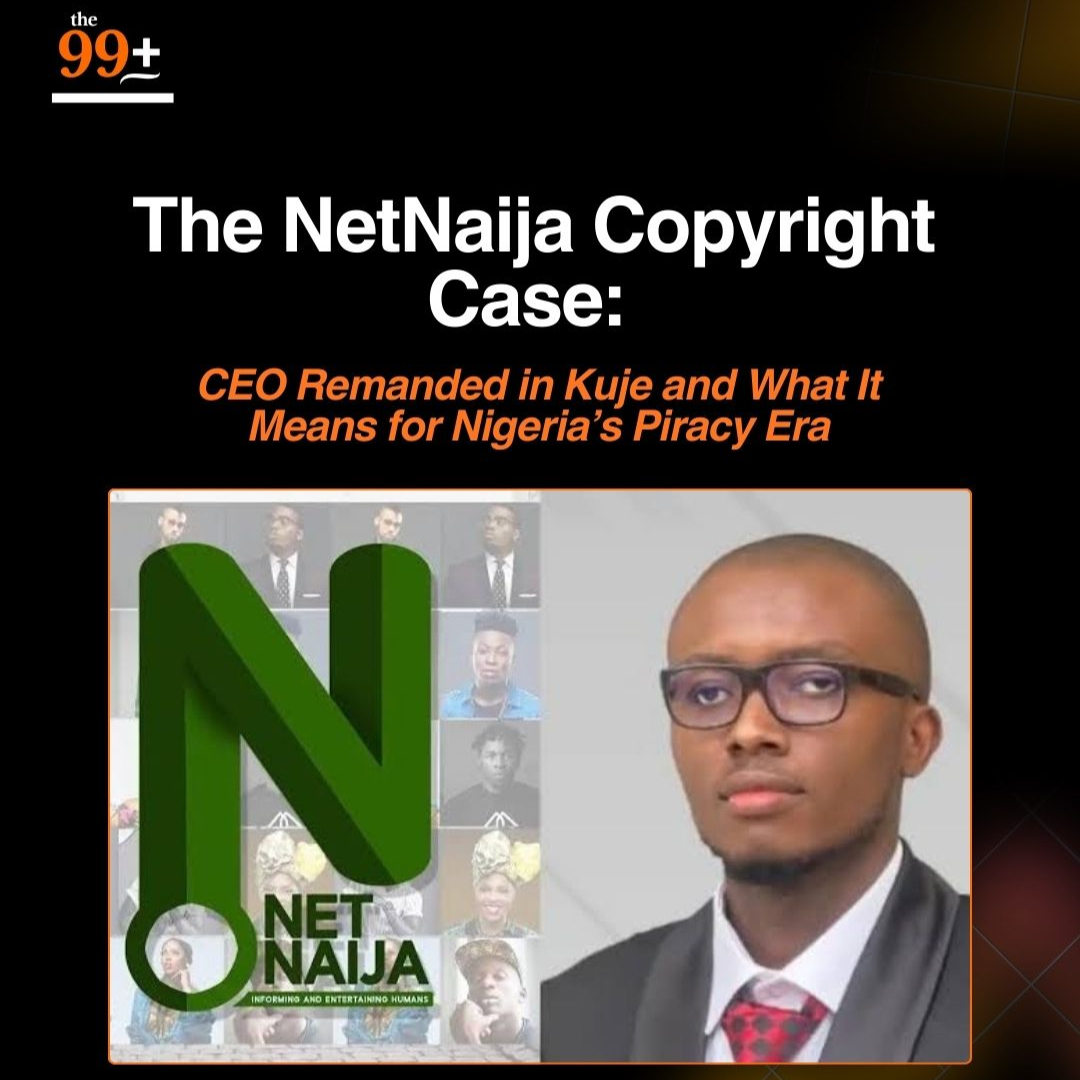 the
99+
The NetNaija Copyright
Case:
CEO Remanded in Kuje and What It
Means for Nigeria’s Piracy Era
NET
NAIJA
INFORMING AND ENTERTAINING HUMANS